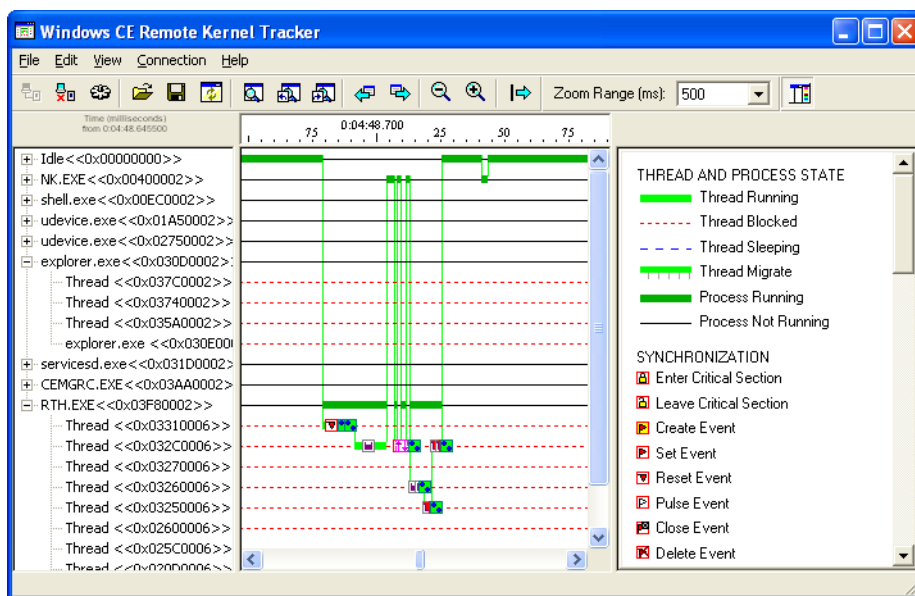 Windows CE Remote Kernel Tracker
File Edit View Connection Help
Zoom Range (ms): 500
Time (milliseconds)
from 0:04:48.645500
75 0:04:48.700 25 50 75
Idle<<0x00000000>>
NK.EXE<<0x00400002>>
shell.exe<<0x00EC0002>>
udevice.exe<<0x01A50002>>
udevice.exe<<0x02750002>>
explorer.exe<<0x030D0002>>
Thread <<0x037C0002>>
Thread <<0x03740002>>
Thread <<0x035A0002>>
explorer.exe <<0x030E00
servicesd.exe<<0x031D0002>
CEMGRC.EXE<<0x03AA0002>
RTH.EXE<<0x03F80002>>
Thread <<0x03310006>>
Thread <<0x032C0006>>
Thread <<0x03270006>>
Thread <<0x03260006>>
Thread <<0x03250006>>
Thread <<0x02600006>>
Thread <<0x025C0006>>
Thread <<0x020D0006>>
THREAD AND PROCESS STATE
Thread Running
Thread Blocked
Thread Sleeping
Thread Migrate
Process Running
Process Not Running
SYNCHRONIZATION
Enter Critical Section
Leave Critical Section
Create Event
Set Event
Reset Event
Pulse Event
Close Event
Delete Event